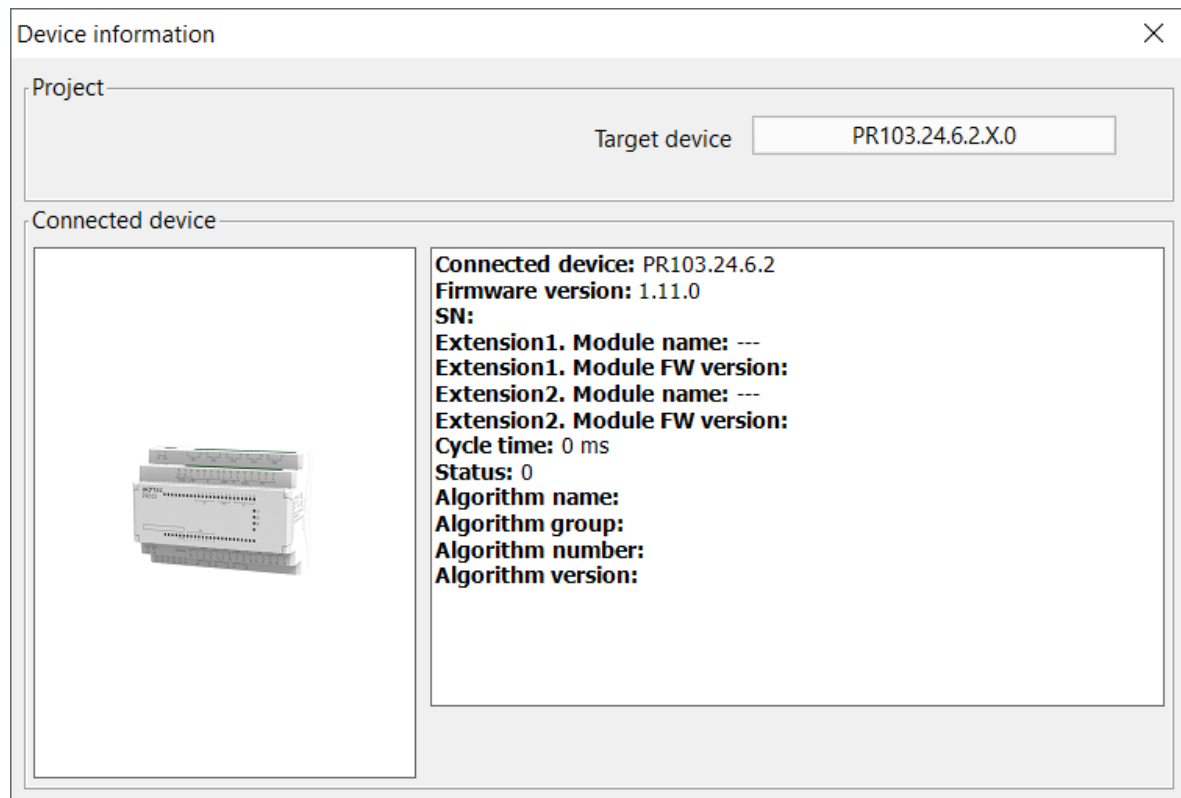 Device information
Project
Target device
PR103.24.6.2.X.0
Connected device
Connected device: PR103.24.6.2
Firmware version: 1.11.0
SN:
Extension1. Module name: ---
Extension1. Module FW version:
Extension2. Module name: ---
Extension2. Module FW version:
Cycle time: 0 ms
Status: 0
Algorithm name:
Algorithm group:
Algorithm number:
Algorithm version: